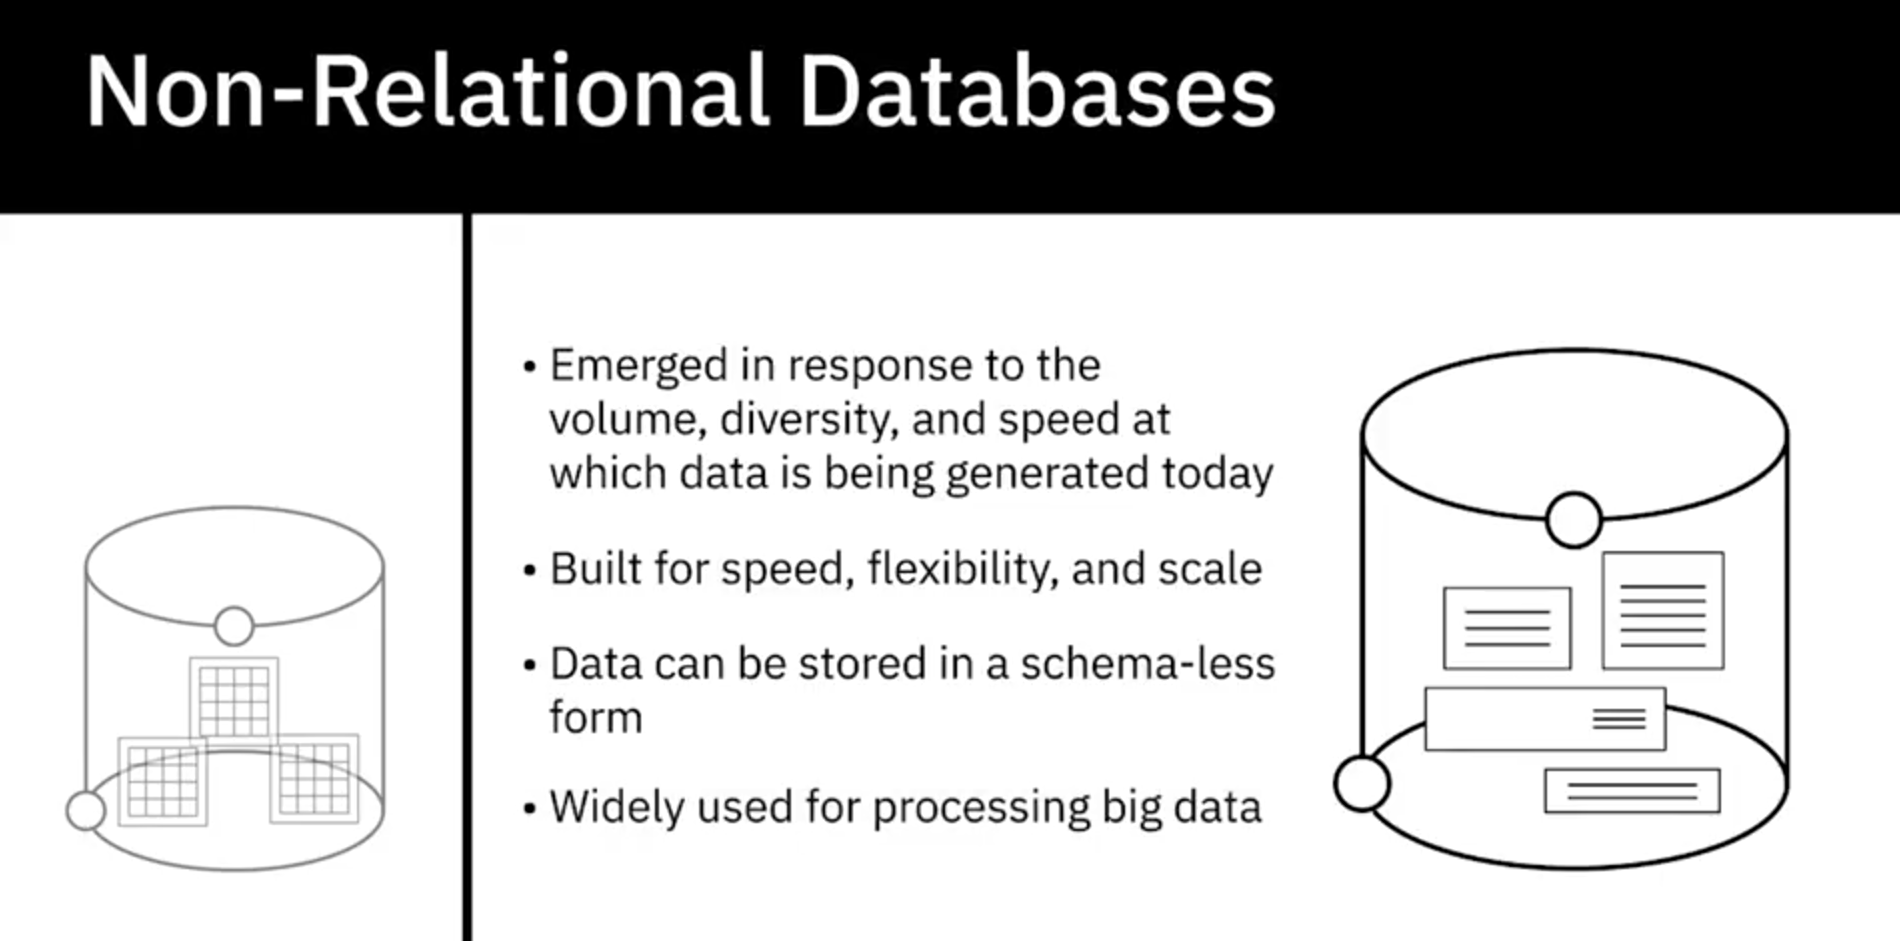 Non-Relational Databases
• Emerged in response to the
volume, diversity, and speed at
which data is being generated today
• Built for speed, flexibility, and scale
• Data can be stored in a schema-less
form
• Widely used for processing big data